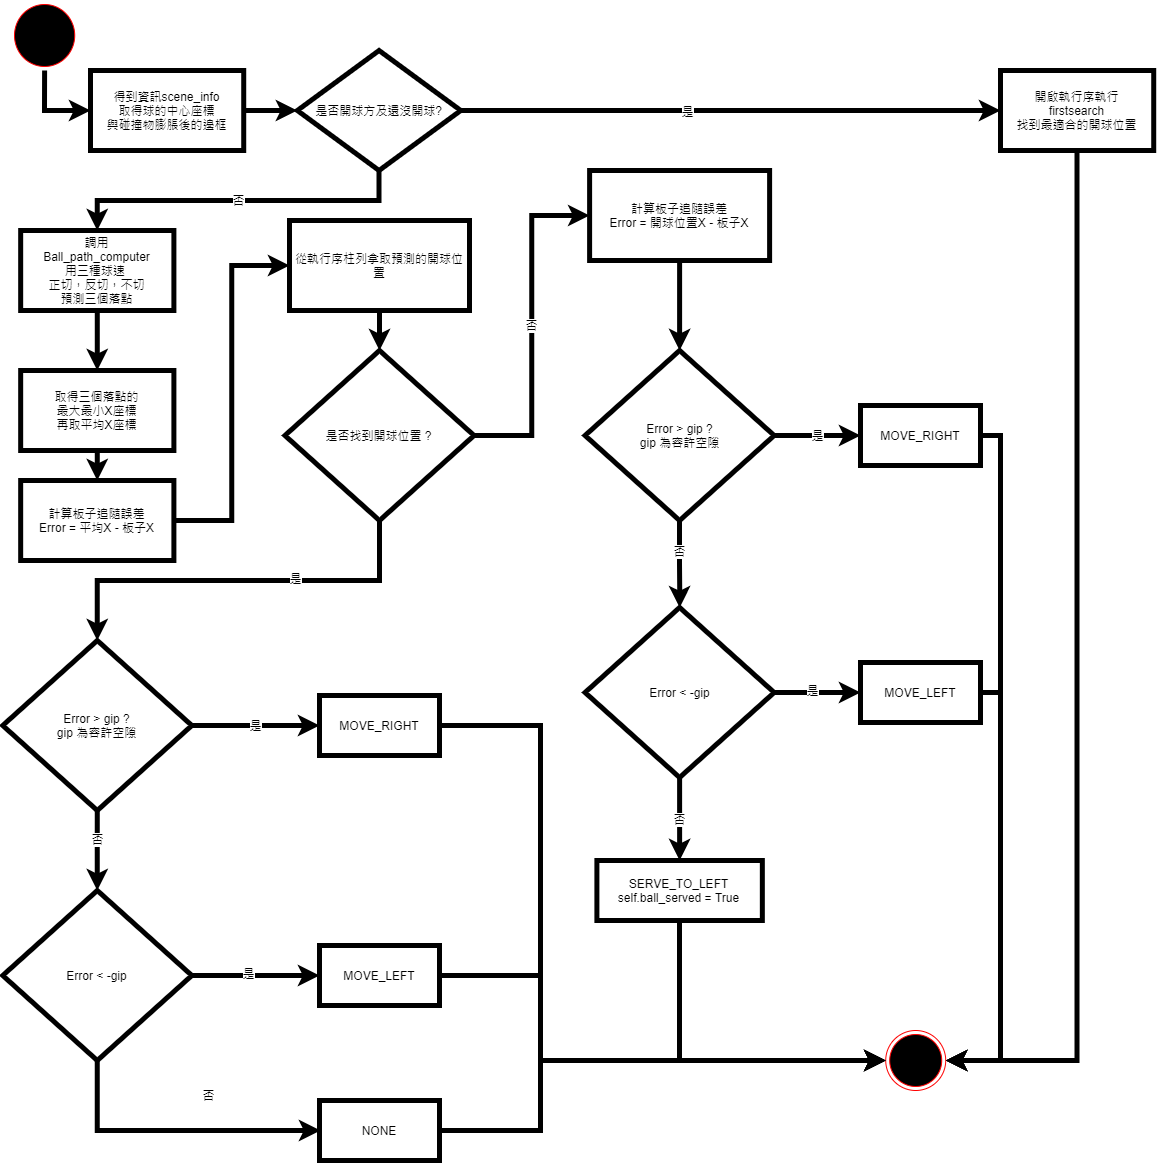 得到資訊scene_info
取得球的中心座標
與碰撞物膨脹後的邊框
是否開球方及還沒開球?
是
開啟執行序執行
firstsearch
找到最適合的開球位置
否
調用
Ball_path_computer
用三種球速
正切，反切，不切
預測三個落點
取得三個落點的
最大最小X座標
再取平均X座標
計算板子追隨誤差
Error = 平均X - 板子X
從執行序柱列拿取預測的開球位
置
是否找到開球位置 ?
否
計算板子追隨誤差
Error = 開球位置X - 板子X
Error > gip ?
gip 為容許空隙
是
MOVE_RIGHT
否
Error < -gip
是
MOVE_LEFT
否
SERVE_TO_LEFT
self.ball_served = True
是
Error > gip ?
gip 為容許空隙
是
MOVE_RIGHT
否
Error < -gip
是
MOVE_LEFT
否
NONE